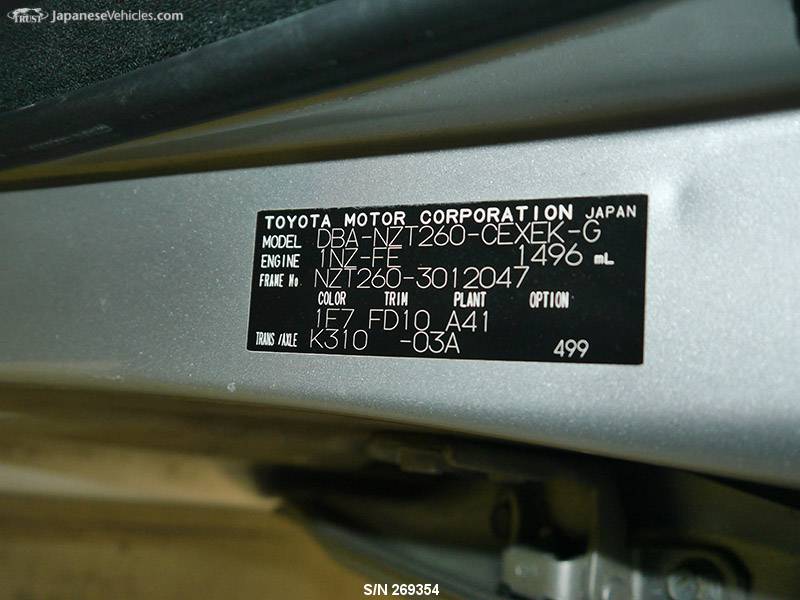 TRUST JapaneseVehicles.com
TOYOTA MOTOR CORPORATION JAPAN
MODEL DBA-NZT260-CEXEK-G
ENGINE 1NZ-FE 1496 mL
FRAME No NZT260-3012047
COLOR TRIM PLANT OPTION
1F7 FD10 A41
TRANS/AXLE K310 -03A 499
S/N 269354